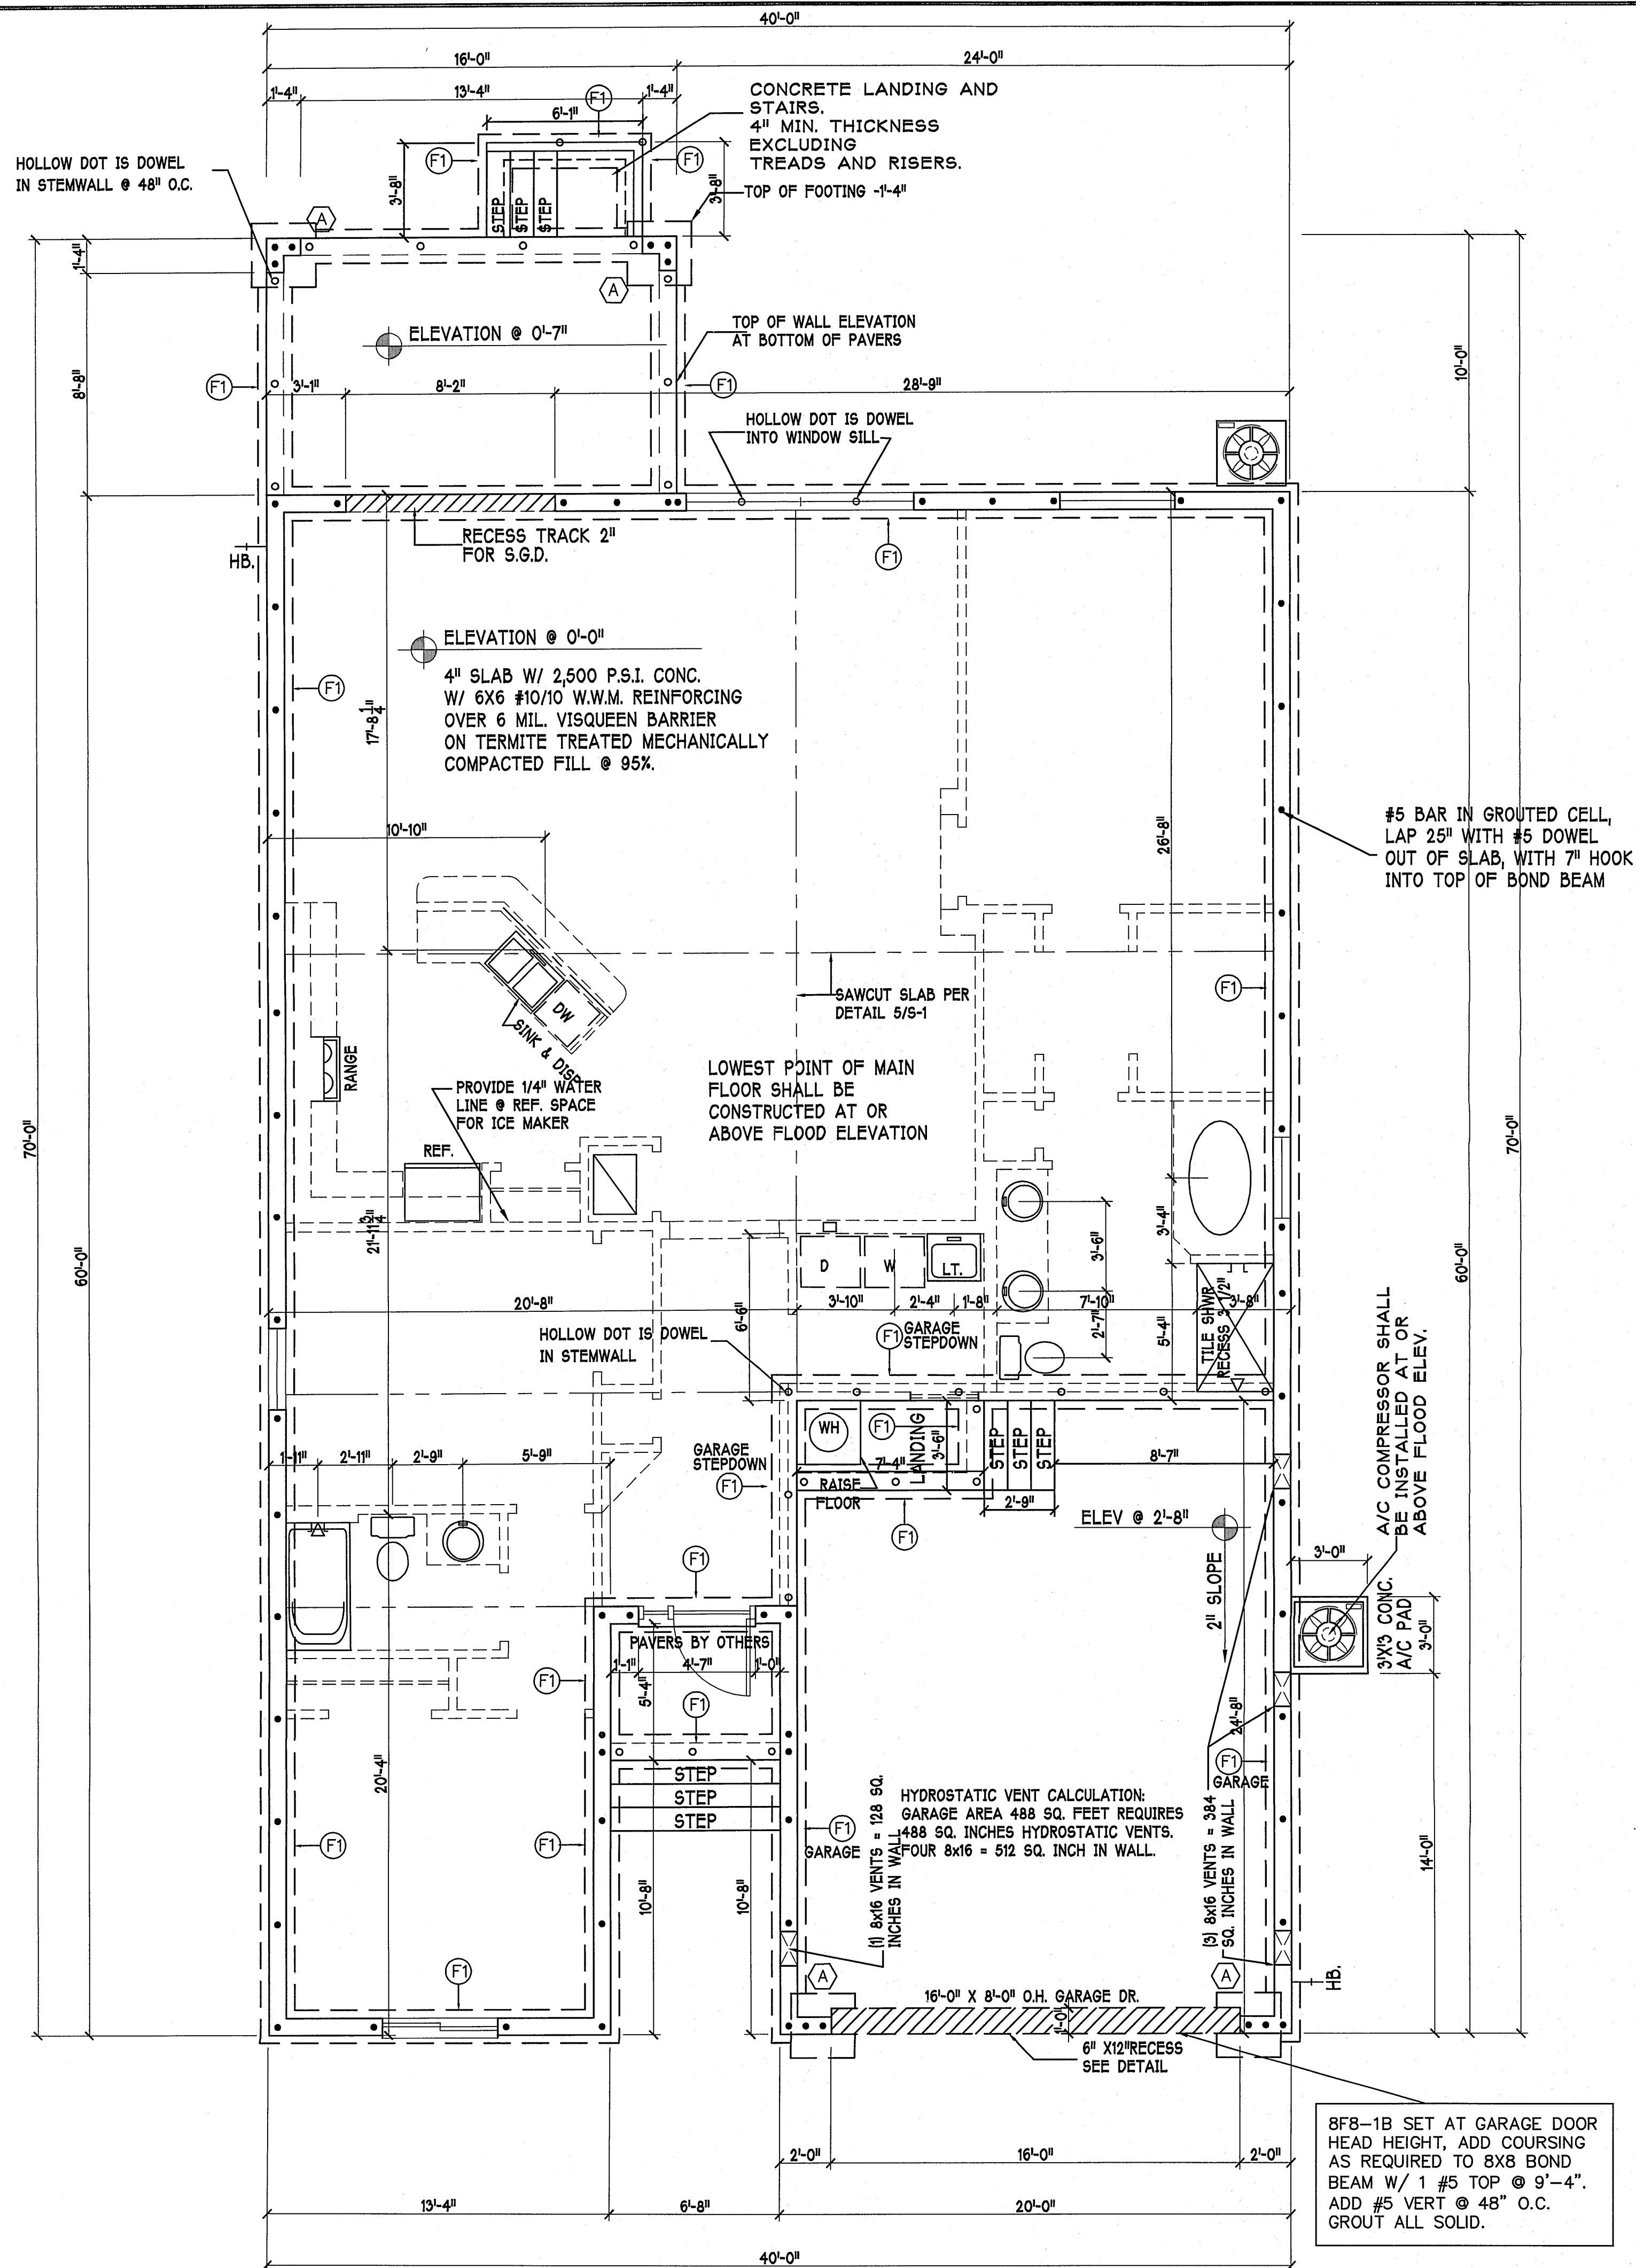 40'-0"
16'-0"
24'-0"
1'-4"
13'-4"
1'-4"
F1
6'-1"
CONCRETE LANDING AND
STAIRS.
4" MIN. THICKNESS
EXCLUDING
TREADS AND RISERS.
HOLLOW DOT IS DOWEL
IN STEMWALL @ 48" O.C.
F1
F1
3'-8"
3'-8"
TOP OF FOOTING -1'-4"
STEP
STEP
STEP
A
A
1'-4"
8'-8"
10'-0"
ELEVATION @ 0'-7"
TOP OF WALL ELEVATION
AT BOTTOM OF PAVERS
F1
3'-1"
8'-2"
F1
28'-9"
HOLLOW DOT IS DOWEL
INTO WINDOW SILL
RECESS TRACK 2"
FOR S.G.D.
HB.
F1
ELEVATION @ 0'-0"
4" SLAB W/ 2,500 P.S.I. CONC.
W/ 6X6 #10/10 W.W.M. REINFORCING
OVER 6 MIL. VISQUEEN BARRIER
ON TERMITE TREATED MECHANICALLY
COMPACTED FILL @ 95%.
F1
17'-8 1/4"
10'-10"
26'-8"
#5 BAR IN GROUTED CELL,
LAP 25" WITH #5 DOWEL
OUT OF SLAB, WITH 7" HOOK
INTO TOP OF BOND BEAM
F1
SAWCUT SLAB PER
DETAIL 5/S-1
DW
SINK & DISP
RANGE
PROVIDE 1/4" WATER
LINE @ REF. SPACE
FOR ICE MAKER
REF.
LOWEST POINT OF MAIN
FLOOR SHALL BE
CONSTRUCTED AT OR
ABOVE FLOOD ELEVATION
70'-0"
60'-0"
70'-0"
60'-0"
21'-11 3/4"
D
W
LT.
3'-6"
3'-4"
20'-8"
3'-10"
2'-4"
1'-8"
7'-10"
3'-8"
6'-6"
2'-7"
5'-4"
TILE SHWR
RECESS 3 1/2"
HOLLOW DOT IS DOWEL
IN STEMWALL
F1
GARAGE
STEPDOWN
A/C COMPRESSOR SHALL
BE INSTALLED AT OR
ABOVE FLOOD ELEV.
WH
F1
LANDING
3'-6"
STEP
STEP
STEP
GARAGE
STEPDOWN
F1
7'-4"
8'-7"
RAISE
FLOOR
2'-9"
1'-11"
2'-11"
2'-9"
5'-9"
F1
ELEV @ 2'-8"
2" SLOPE
3'-0"
3'X3' CONC.
A/C PAD
3'-0"
F1
PAVERS BY OTHERS
1'-1"
4'-7"
1'-0"
5'-4"
F1
F1
24'-8"
F1
GARAGE
20'-4"
STEP
STEP
STEP
F1
F1
F1
GARAGE
(1) 8x16 VENTS = 128 SQ.
INCHES IN WALL
HYDROSTATIC VENT CALCULATION:
GARAGE AREA 488 SQ. FEET REQUIRES
488 SQ. INCHES HYDROSTATIC VENTS.
FOUR 8x16 = 512 SQ. INCH IN WALL.
(3) 8x16 VENTS = 384
SQ. INCHES IN WALL
14'-0"
10'-8"
10'-8"
F1
A
A
HB.
16'-0" X 8'-0" O.H. GARAGE DR.
1'-0"
6" X12"RECESS
SEE DETAIL
8F8-1B SET AT GARAGE DOOR
HEAD HEIGHT, ADD COURSING
AS REQUIRED TO 8X8 BOND
BEAM W/ 1 #5 TOP @ 9'-4".
ADD #5 VERT @ 48" O.C.
GROUT ALL SOLID.
2'-0"
16'-0"
2'-0"
13'-4"
6'-8"
20'-0"
40'-0"